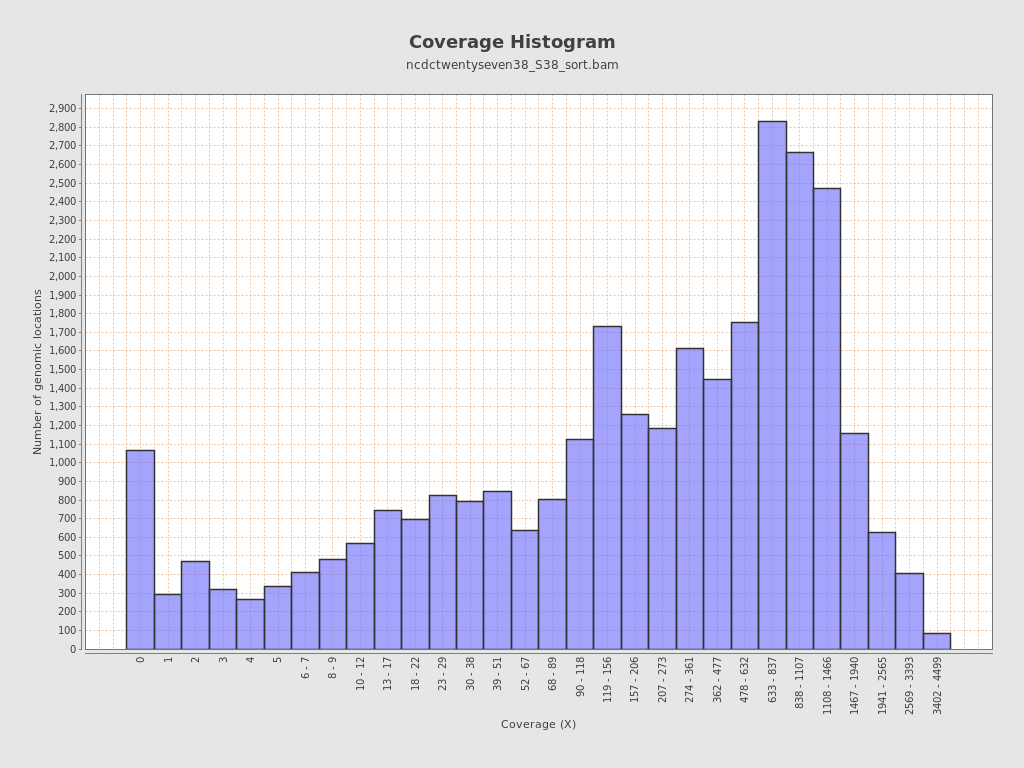 Coverage Histogram
ncdctwentyseven38_S38_sort.bam
Number of genomic locations
2,900
2,800
2,700
2,600
2,500
2,400
2,300
2,200
2,100
2,000
1,900
1,800
1,700
1,600
1,500
1,400
1,300
1,200
1,100
1,000
900
800
700
600
500
400
300
200
100
0
0
1
2
3
4
5
6 - 7
8 - 9
10 - 12
13 - 17
18 - 22
23 - 29
30 - 38
39 - 51
52 - 67
68 - 89
90 - 118
119 - 156
157 - 206
207 - 273
274 - 361
362 - 477
478 - 632
633 - 837
838 - 1107
1108 - 1466
1467 - 1940
1941 - 2565
2569 - 3393
3402 - 4499
Coverage (X)